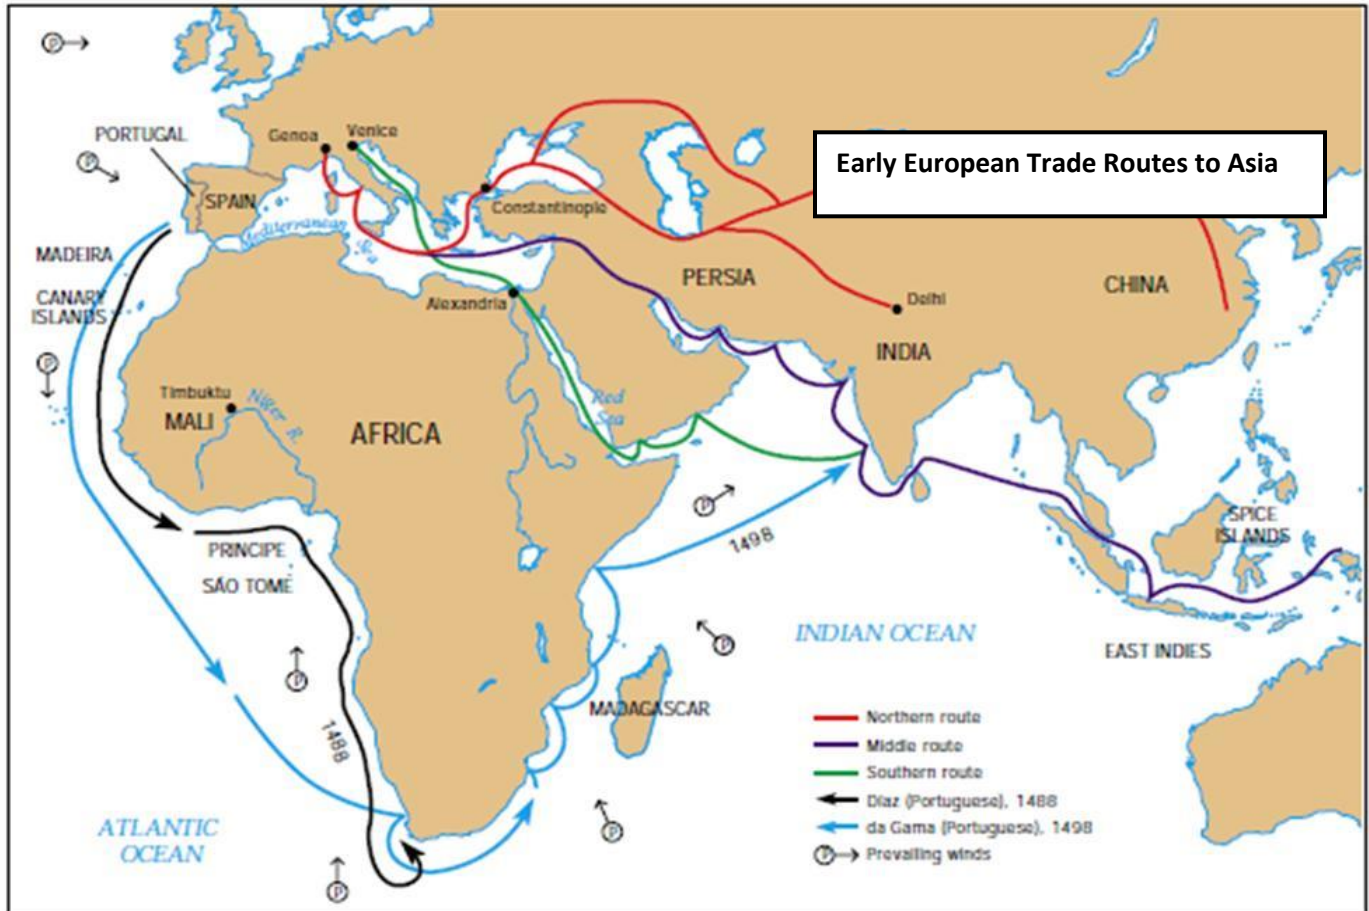 Early European Trade Routes to Asia
PORTUGAL
Genoa
Venice
SPAIN
Constantinople
Mediterranean
MADEIRA
CANARY
ISLANDS
Alexandria
PERSIA
Delhi
CHINA
INDIA
Timbuktu
MALI
Niger R.
AFRICA
Red
Sea
1498
SPICE
ISLANDS
PRINCIPE
SÃO TOMÉ
INDIAN OCEAN
EAST INDIES
MADAGASCAR
1488
ATLANTIC
OCEAN
Northern route
Middle route
Southern route
Díaz (Portuguese), 1488
da Gama (Portuguese), 1498
P Prevailing winds
P
P
P
P
P
P
P
P